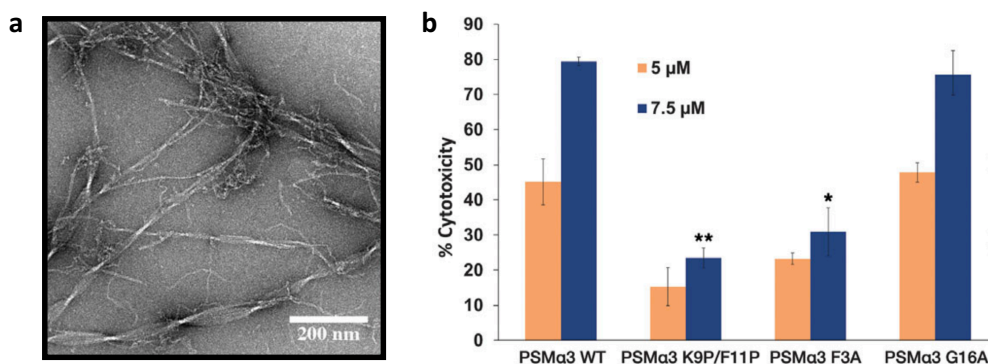 a
200 nm
b
% Cytotoxicity
90
80
70
60
50
40
30
20
10
0
5 µM
7.5 µM
**
*
PSMα3 WT PSMα3 K9P/F11P PSMα3 F3A PSMα3 G16A